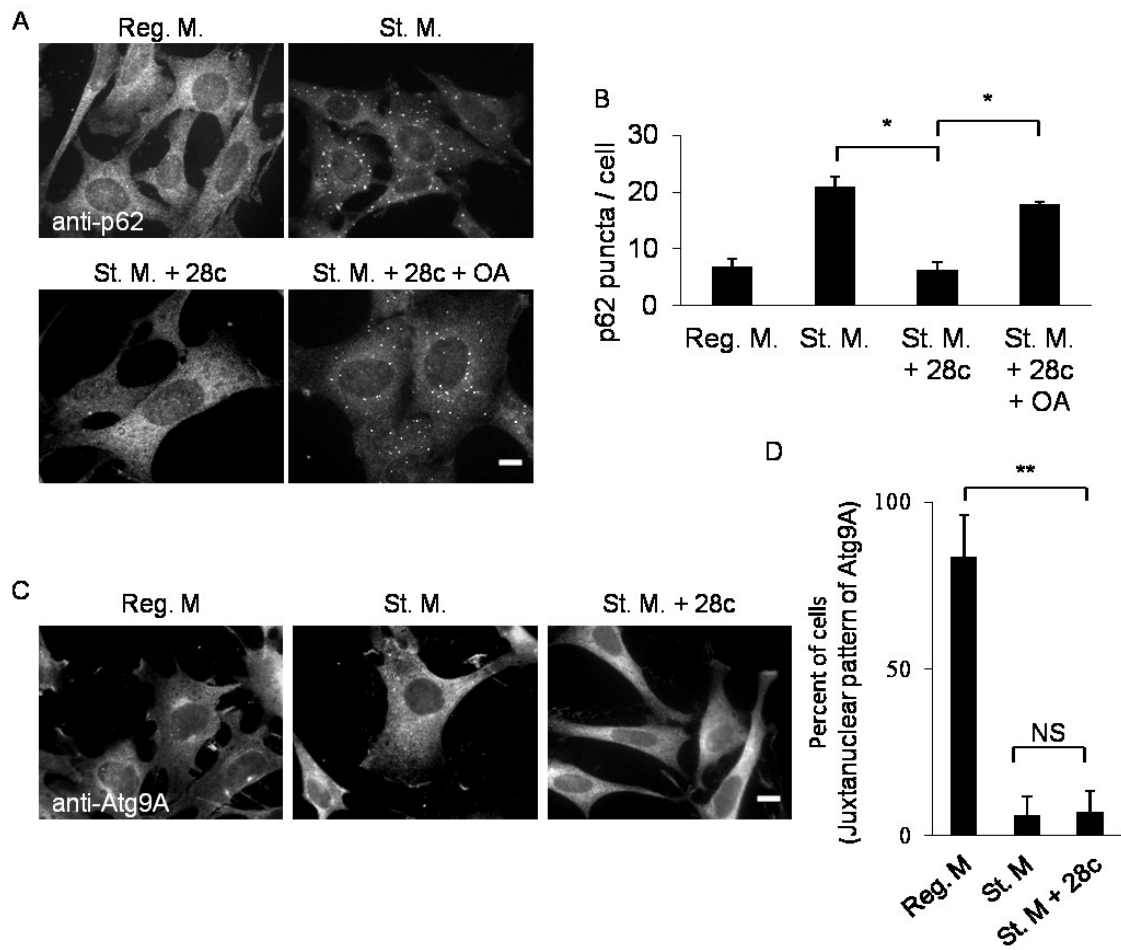 A
Reg. M.
St. M.
anti-p62
St. M. + 28c
St. M. + 28c + OA
B
p62 puncta / cell
30
20
10
0
*
*
Reg. M.
St. M.
St. M.
+ 28c
St. M.
+ 28c
+ OA
C
Reg. M
St. M.
St. M. + 28c
anti-Atg9A
D
Percent of cells
(Juxtanuclear pattern of Atg9A)
100
50
0
**
NS
Reg. M
St. M
St. M + 28c